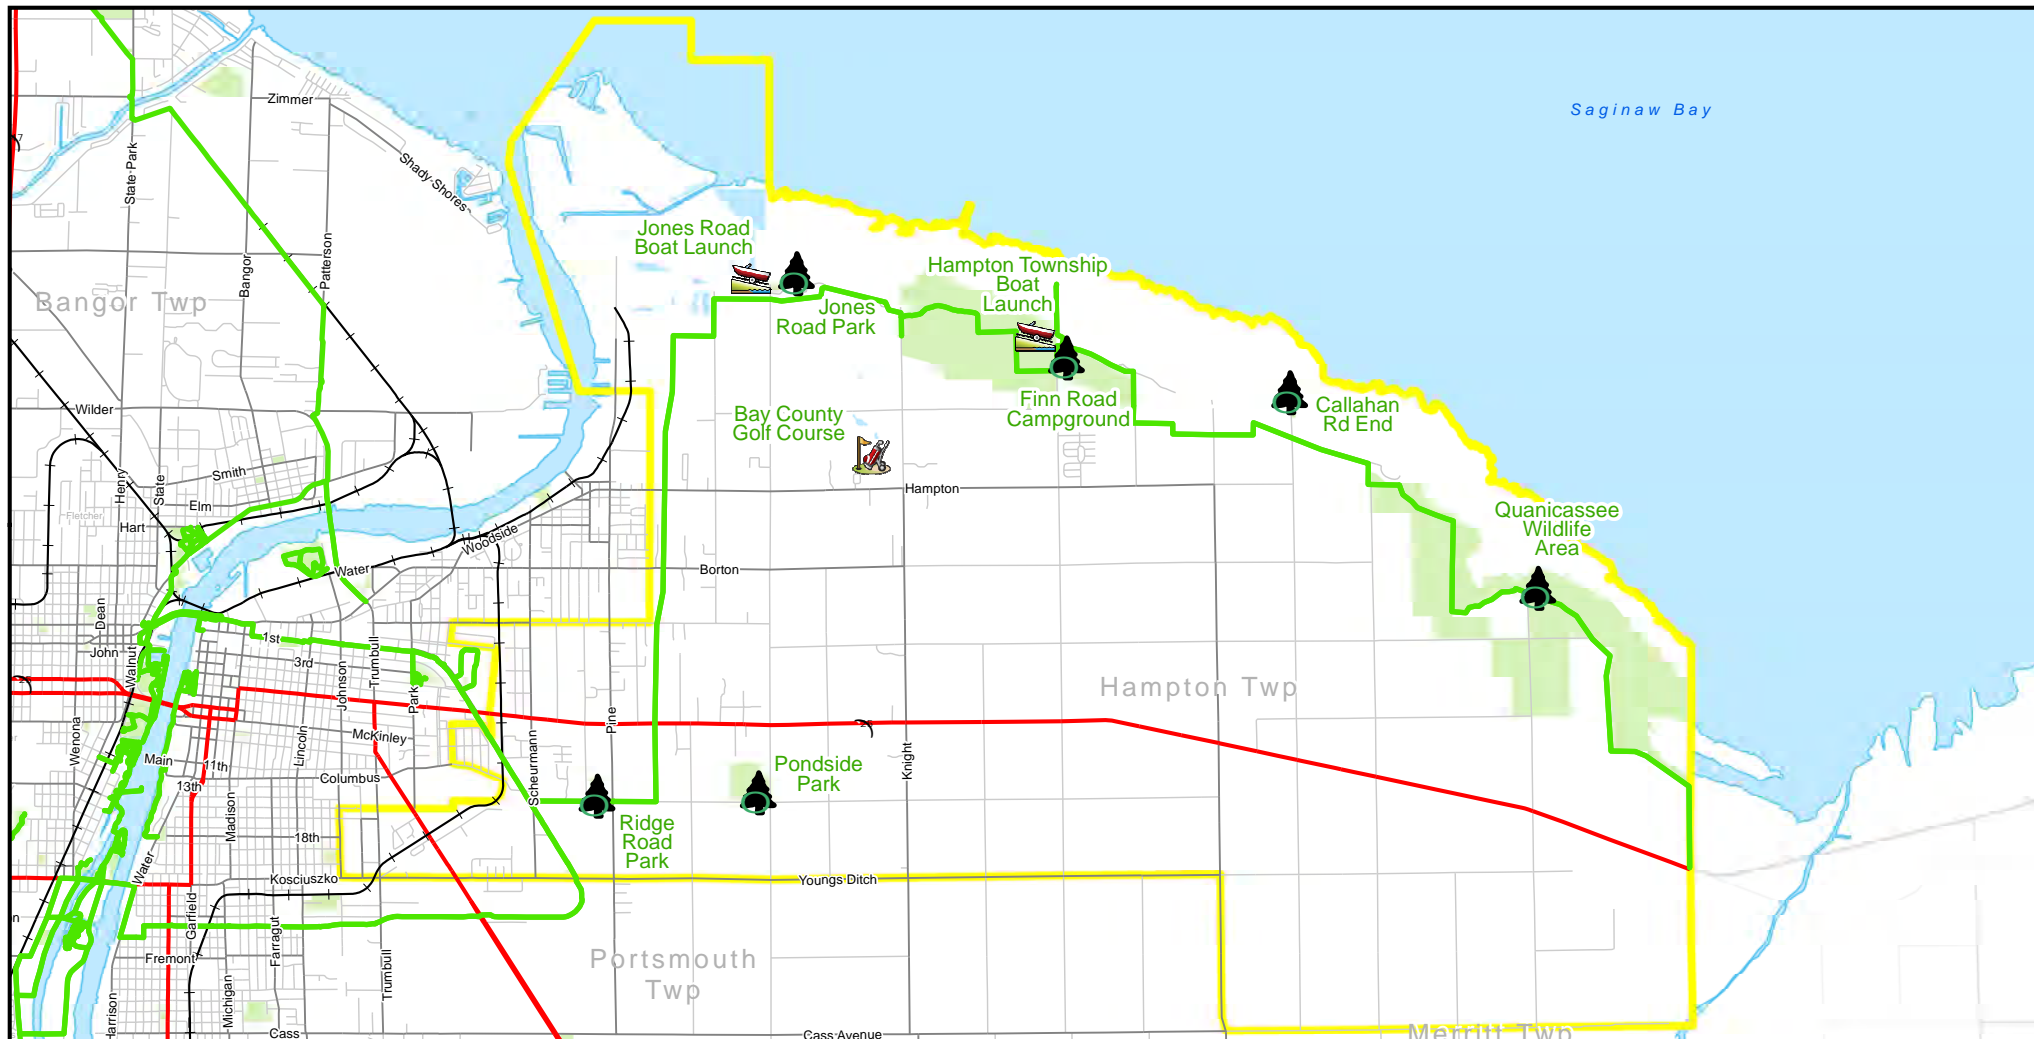 Saginaw Bay
Zimmer
State Park
Shady Shores
Jones Road
Boat Launch
Hampton Township
Boat
Launch
Bangor
Patterson
Bangor Twp
Jones
Road Park
Finn Road
Campground
Callahan
Rd End
Bay County
Golf Course
Wilder
Smith
Henry
State
Elm
Hampton
Fletcher
Hart
Woodside
Quanicassee
Wildlife
Area
Water
Borton
Dean
1st
John
Walnut
3rd
Johnson
Trumbull
Park
25
Hampton Twp
25
Pine
McKinley
Wenona
Lincoln
Main
11th
Columbus
13th
Scheurmann
Knight
Pondside
Park
Madison
18th
Ridge
Road
Park
Water
Kosciuszko
Youngs Ditch
Garfield
Farragut
Fremont
Trumbull
Portsmouth
Twp
Harrison
Michigan
Cass
Cass Avenue
Merritt Twp